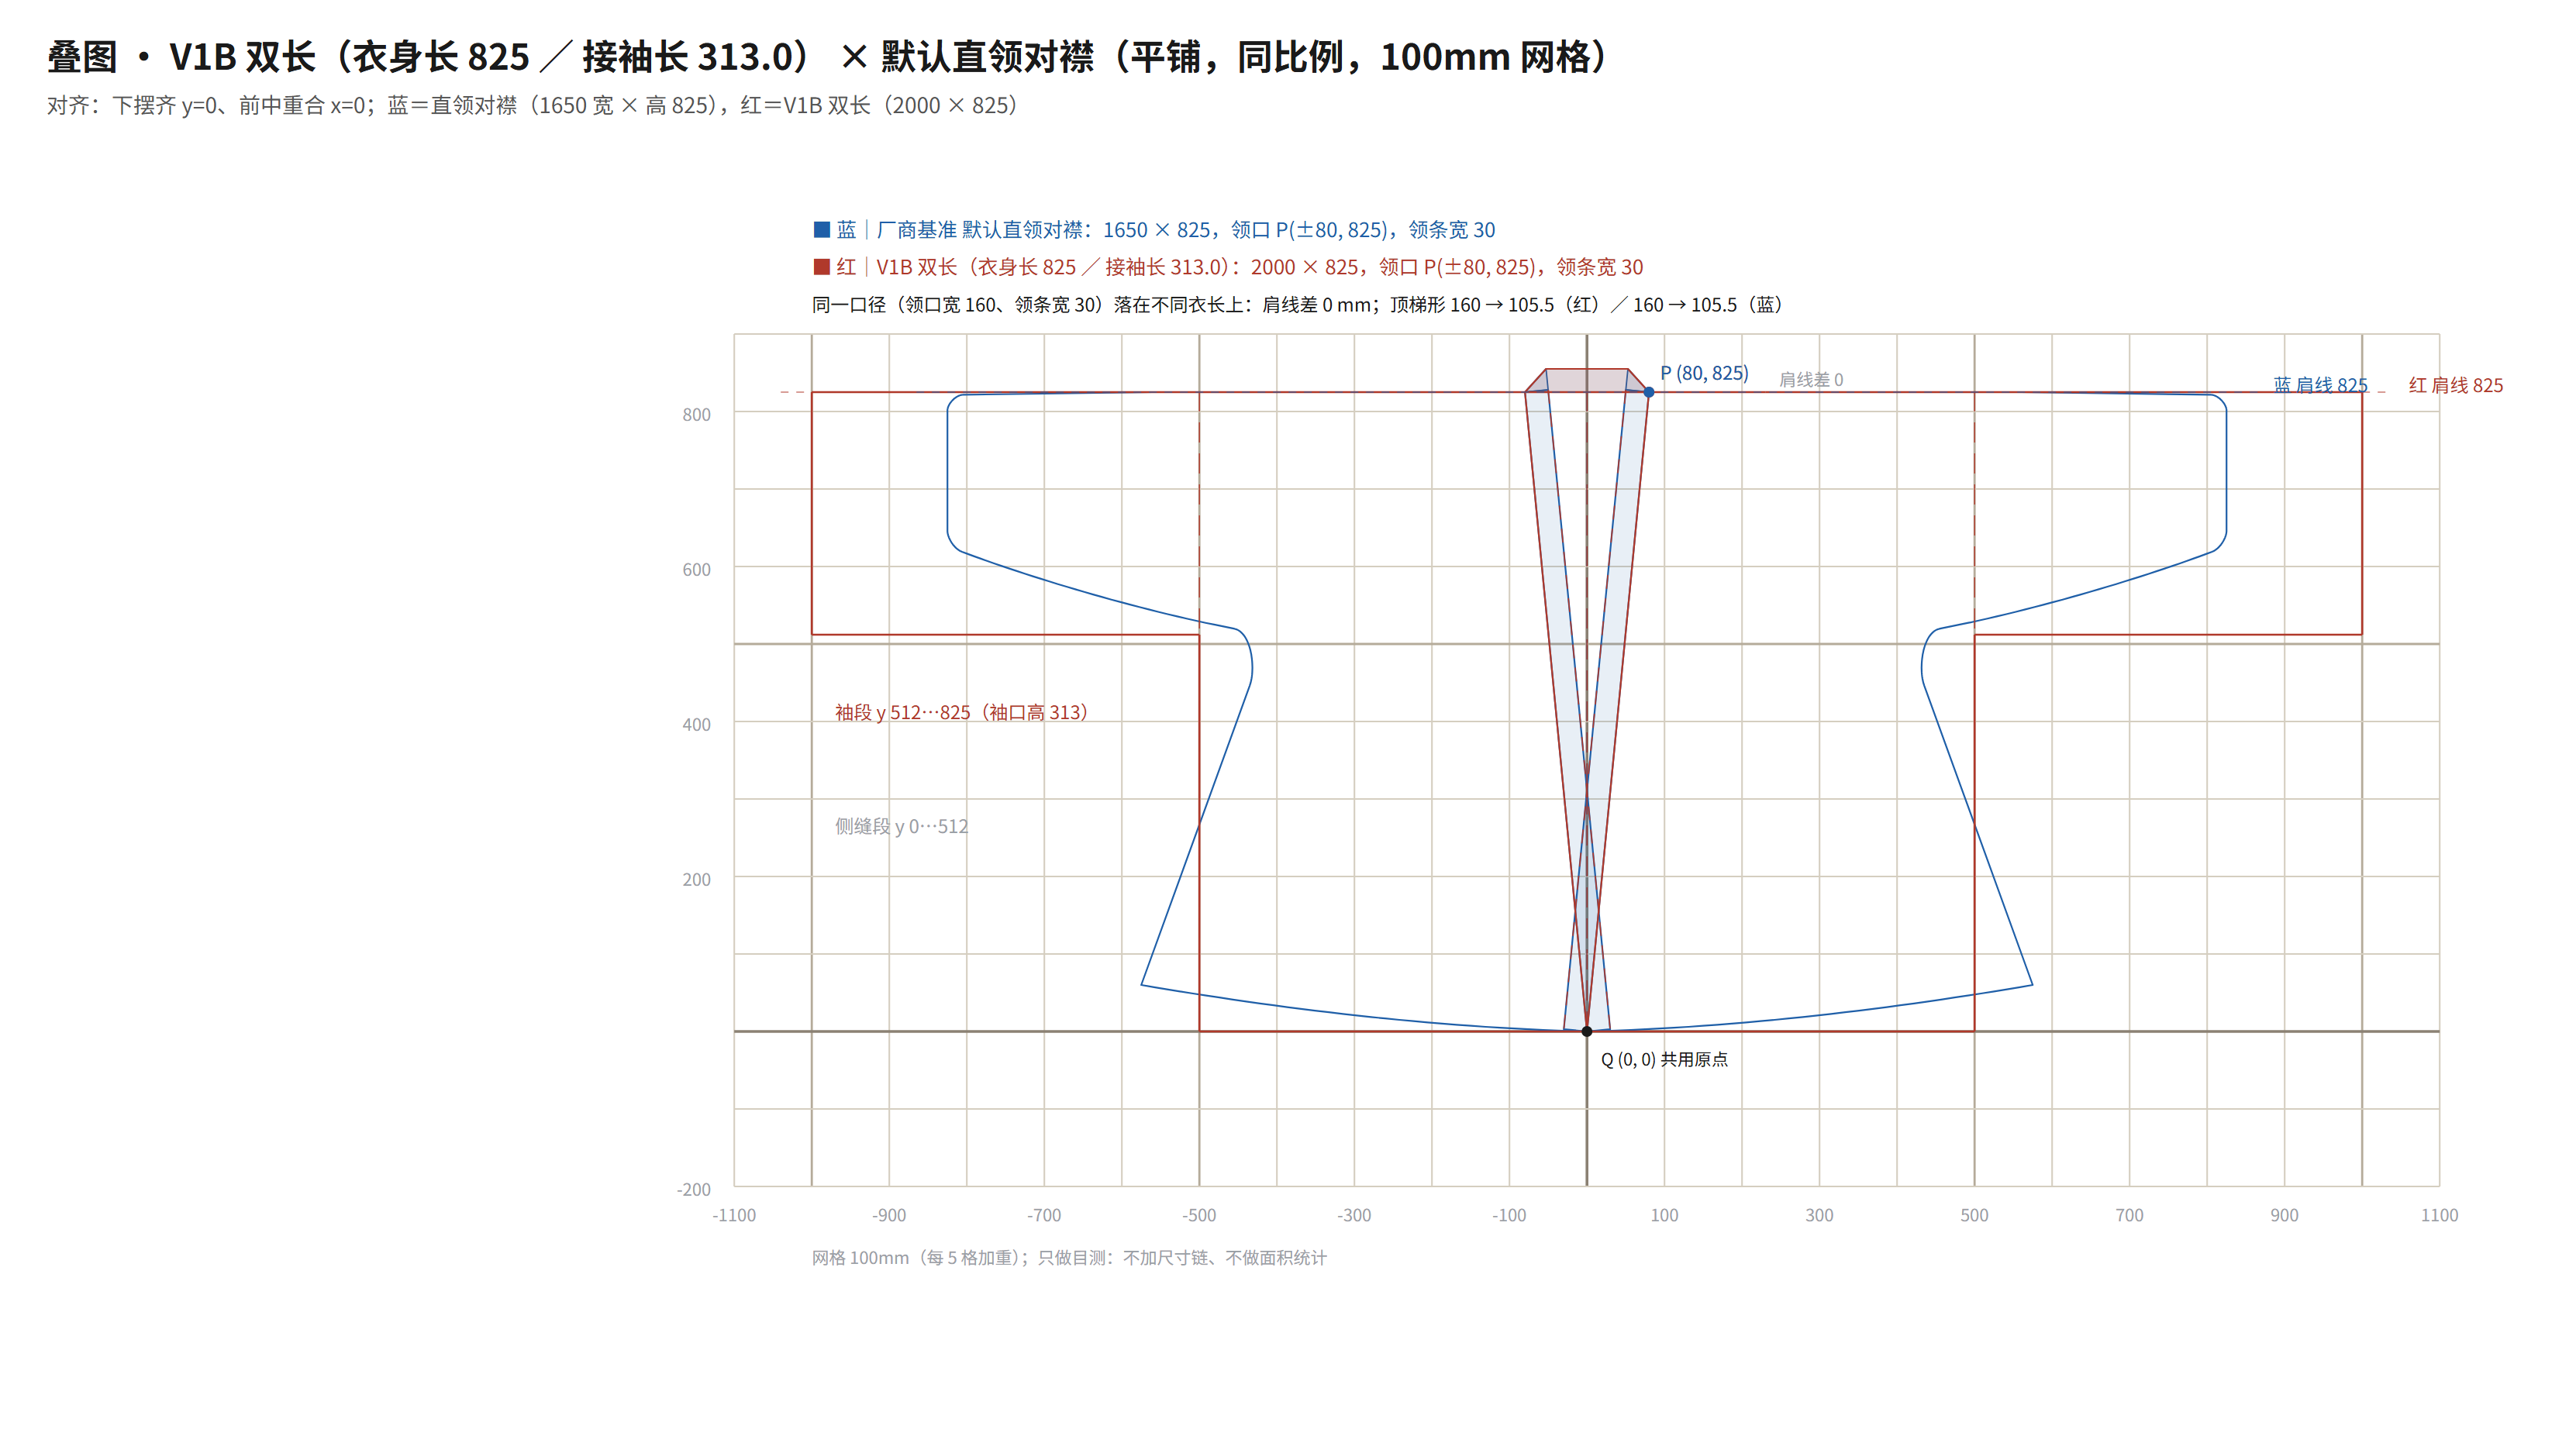 叠图 · V1B 双长（衣身长 825 ／ 接袖长 313.0） × 默认直领对襟（平铺，同比例，100mm 网格）
对齐：下摆齐 y=0、前中重合 x=0；蓝＝直领对襟（1650 宽 × 高 825），红＝V1B 双长（2000 × 825）
■ 蓝｜厂商基准 默认直领对襟：1650 × 825，领口 P(±80, 825)，领条宽 30
■ 红｜V1B 双长（衣身长 825 ／ 接袖长 313.0）：2000 × 825，领口 P(±80, 825)，领条宽 30
同一口径（领口宽 160、领条宽 30）落在不同衣长上：肩线差 0 mm；顶梯形 160 → 105.5（红）／ 160 → 105.5（蓝）
P (80, 825)
肩线差 0
蓝 肩线 825
红 肩线 825
800
600
400
200
-200
袖段 y 512…825（袖口高 313）
侧缝段 y 0…512
Q (0, 0) 共用原点
-1100 -900 -700 -500 -300 -100 100 300 500 700 900 1100
网格 100mm（每 5 格加重）；只做目测：不加尺寸链、不做面积统计